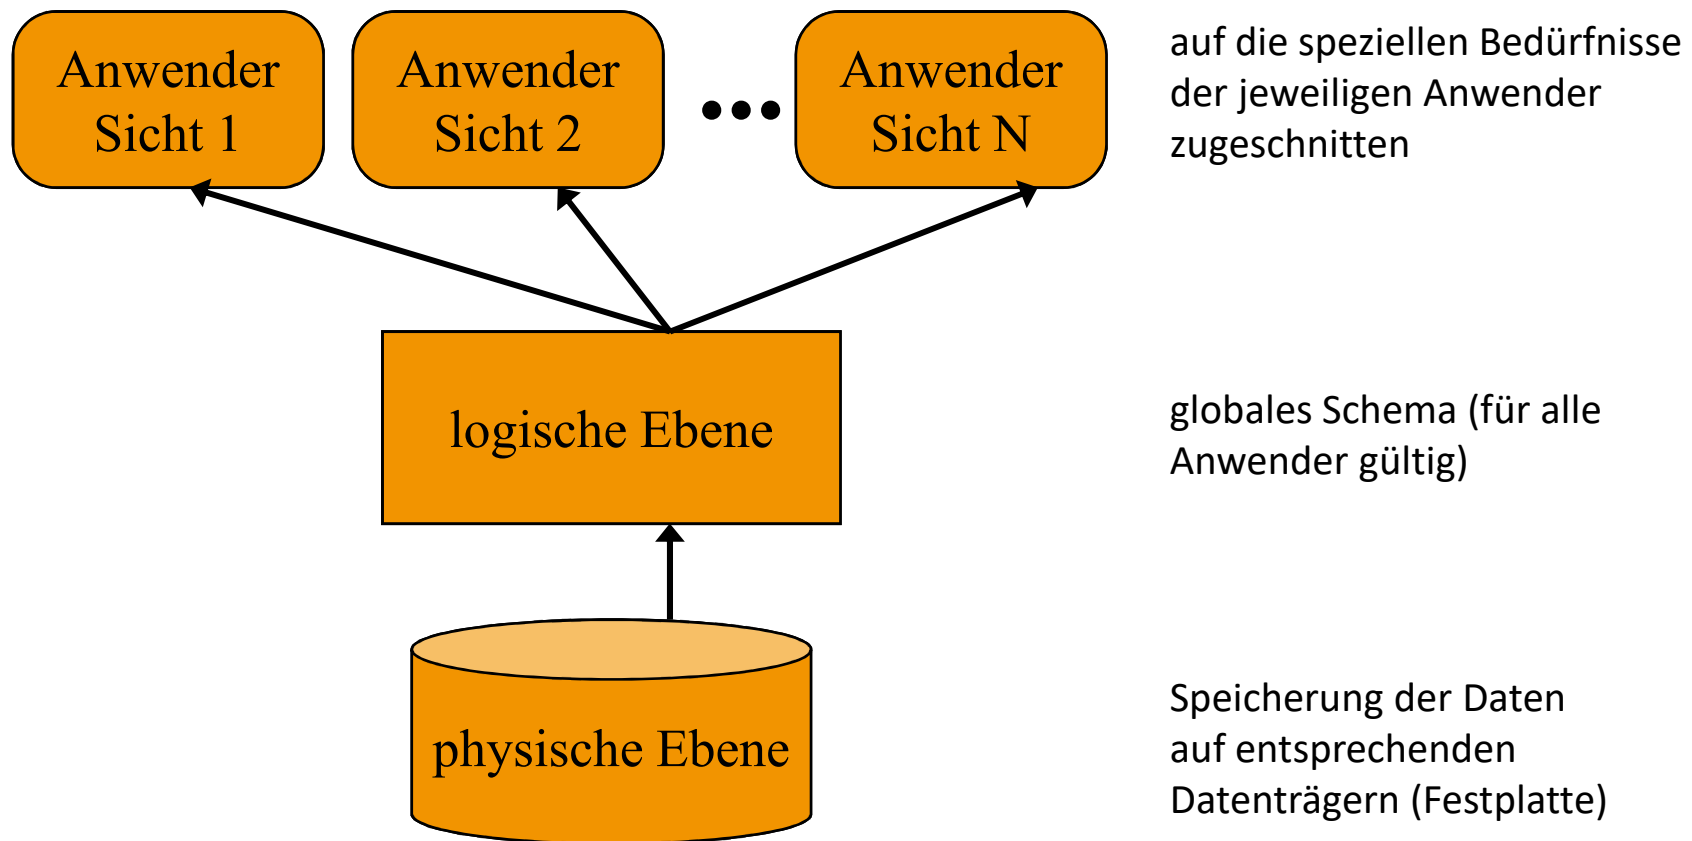 Anwender
Sicht 1
Anwender
Sicht 2
Anwender
Sicht N
auf die speziellen Bedürfnisse
der jeweiligen Anwender
zugeschnitten
logische Ebene
globales Schema (für alle
Anwender gültig)
physische Ebene
Speicherung der Daten
auf entsprechenden
Datenträgern (Festplatte)